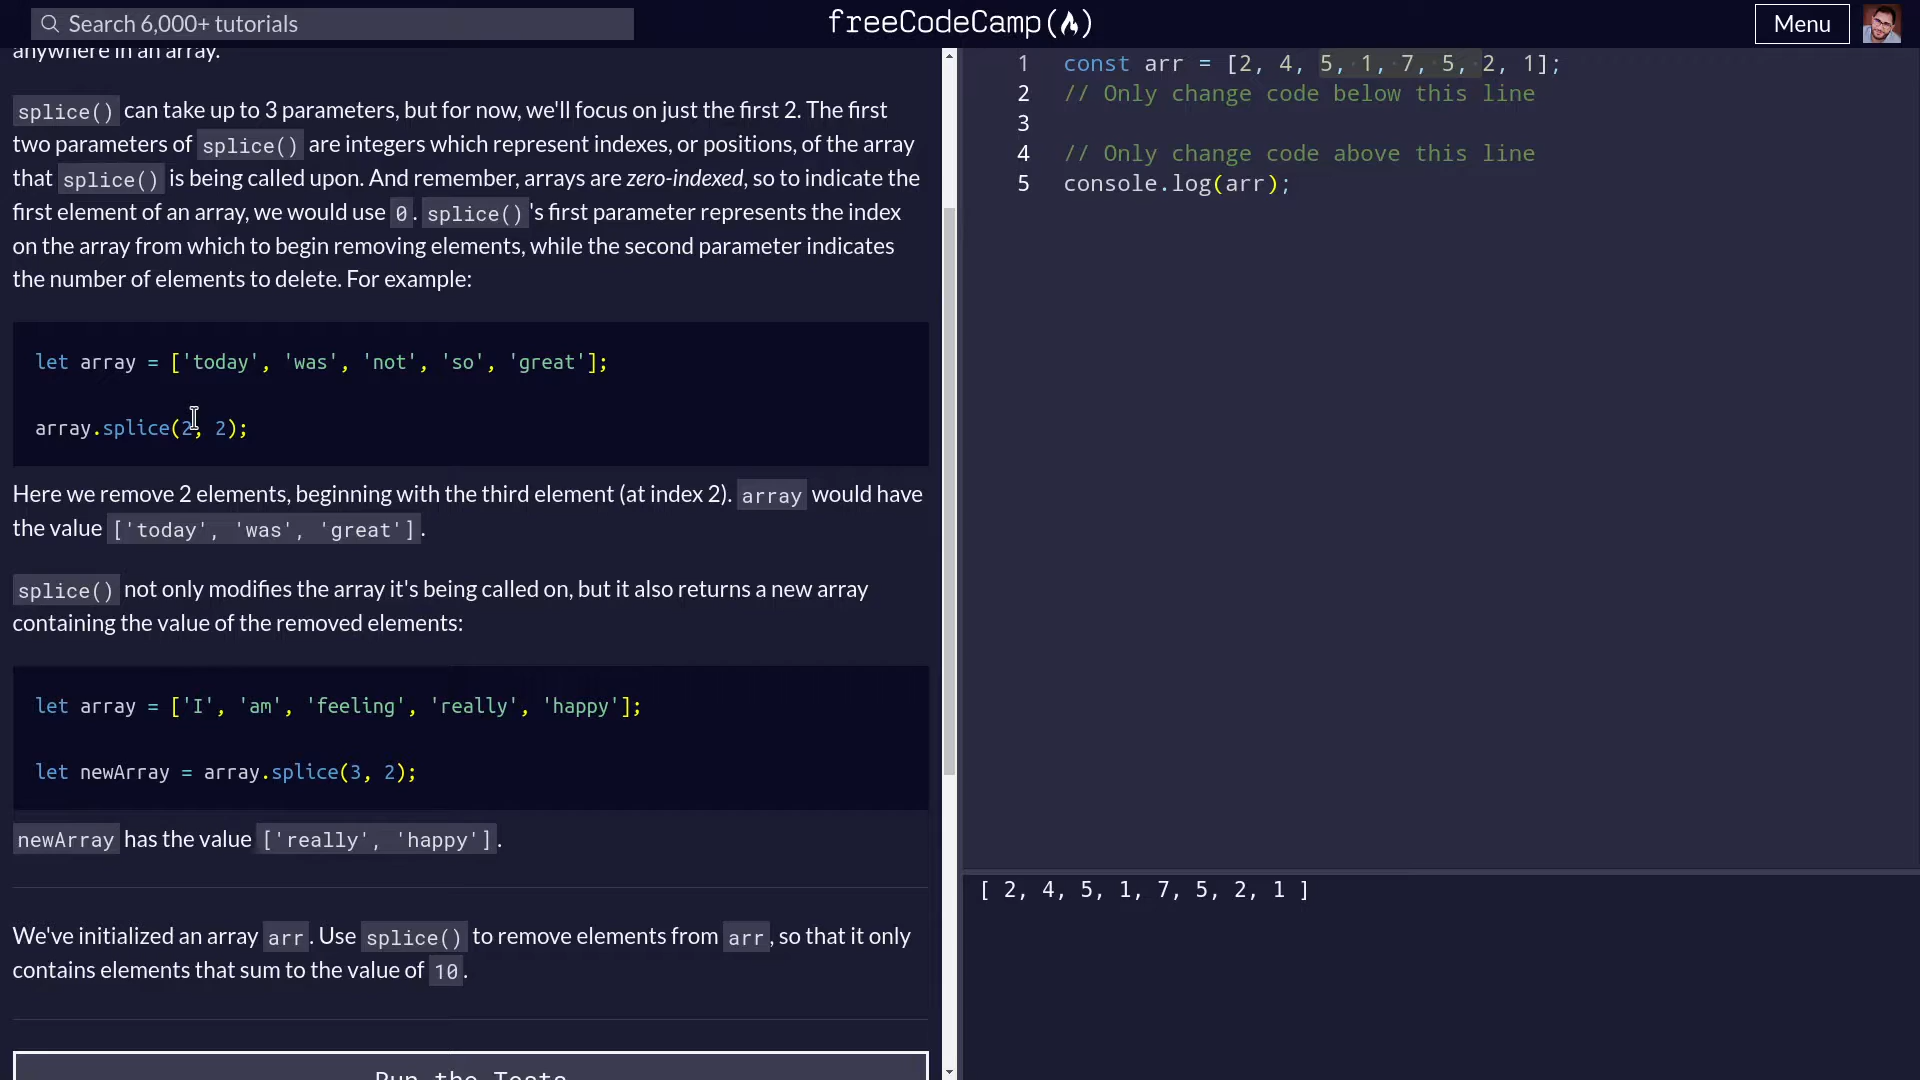 Search 6,000+ tutorials
freeCodeCamp
Menu
anywhere in an array.
splice() can take up to 3 parameters, but for now, we'll focus on just the first 2. The first
two parameters of splice() are integers which represent indexes, or positions, of the array
that splice() is being called upon. And remember, arrays are zero-indexed, so to indicate the
first element of an array, we would use 0. splice()'s first parameter represents the index
on the array from which to begin removing elements, while the second parameter indicates
the number of elements to delete. For example:
let array = ['today', 'was', 'not', 'so', 'great'];
array.splice(2, 2);
Here we remove 2 elements, beginning with the third element (at index 2). array would have
the value ['today', 'was', 'great'].
splice() not only modifies the array it's being called on, but it also returns a new array
containing the value of the removed elements:
let array = ['I', 'am', 'feeling', 'really', 'happy'];
let newArray = array.splice(3, 2);
newArray has the value ['really', 'happy'].
We've initialized an array arr. Use splice() to remove elements from arr, so that it only
contains elements that sum to the value of 10.
Run the Tests
1 const arr = [2, 4, 5, 1, 7, 5, 2, 1];
2 // Only change code below this line
3
4 // Only change code above this line
5 console.log(arr);
[ 2, 4, 5, 1, 7, 5, 2, 1 ]